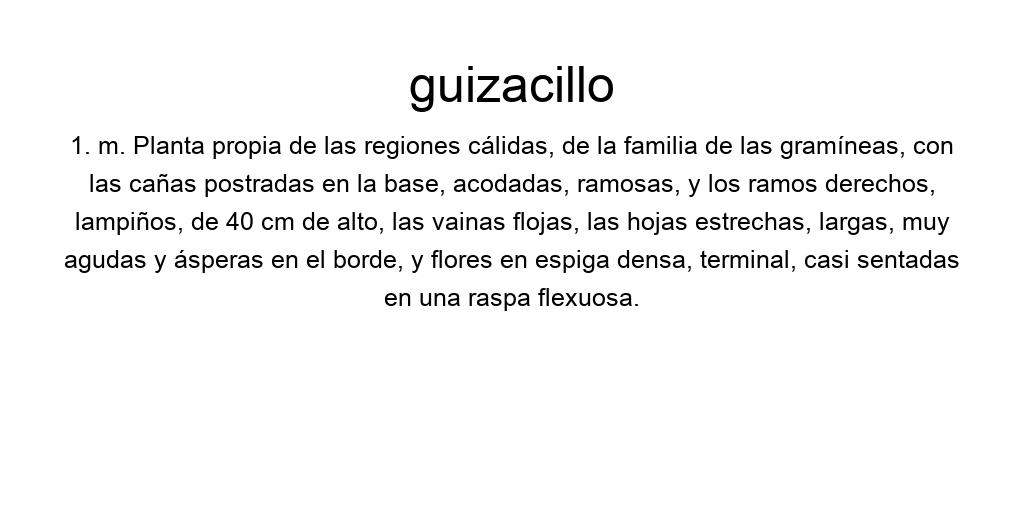 guizacillo
1. m. Planta propia de las regiones cálidas, de la familia de las gramíneas, con
las cañas postradas en la base, acodadas, ramosas, y los ramos derechos,
lampiños, de 40 cm de alto, las vainas flojas, las hojas estrechas, largas, muy
agudas y ásperas en el borde, y flores en espiga densa, terminal, casi sentadas
en una raspa flexuosa.